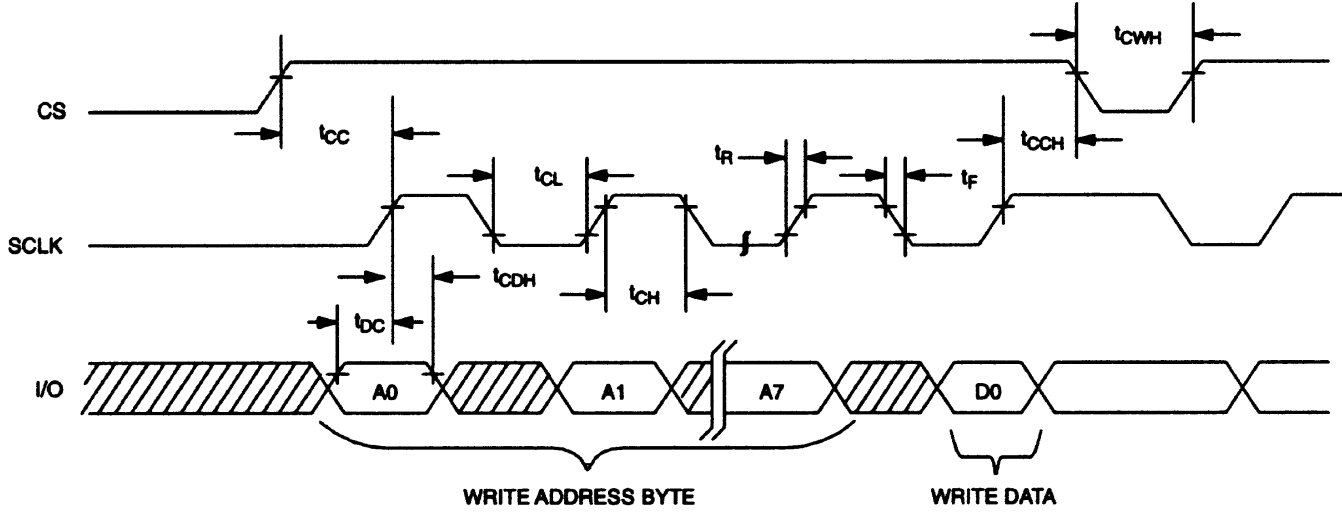 tCWH
CS
tCC
tCCH
tR
tCL
tF
SCLK
tCDH
tCH
tDC
I/O
A0
A1
A7
D0
WRITE ADDRESS BYTE
WRITE DATA